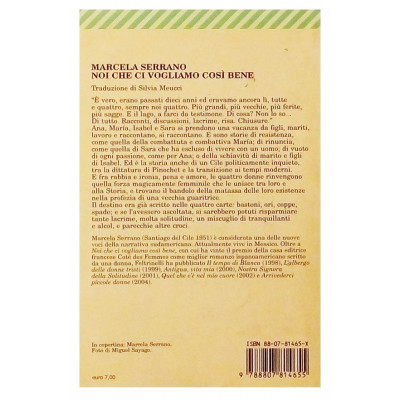 MARCELA SERRANO
NOI CHE CI VOGLIAMO COSÌ BENE
Traduzione di Silvia Meucci
"È vero, erano passati dieci anni ed eravamo ancora lì, tutte
e quattro, sempre noi quattro. Più grandi, più vecchie, più ferite,
più sagge. E il lago, a farci da testimone. Di cosa? Non lo so...
Di tutto. Racconti, discussioni, lacrime, risa. Chiusure."
Ana, María, Isabel e Sara si prendono una vacanza da figli, mariti,
lavoro e raccontano, si raccontano. E sono storie di resistenza,
come quella della combattuta e combattiva María; di rinuncia,
come quella di Sara che ha escluso di vivere con un uomo; di vuoto
di ogni passione, come per Ana; o della schiavitù di marito e figli
di Isabel. Ed è la storia anche di un Cile politicamente inquieto,
tra la dittatura di Pinochet e la transizione ai tempi moderni.
E fra rabbia e ironia, pena e amore, le quattro donne rinvengono
quella forza magicamente femminile che le unisce tra loro e
alla Storia, e trovano il bandolo della matassa delle loro esistenze
nella profezia di una vecchia guaritrice.
Il destino era già scritto nelle quattro carte: bastoni, ori, coppe,
spade; e se l'avessero ascoltata, si sarebbero potuti risparmiare
tante lacrime, molta solitudine, un miscuglio di tranquillanti
e alcol, e parecchie altre croci.
Marcela Serrano (Santiago del Cile 1951) è considerata una delle nuove
voci della narrativa sudamericana. Attualmente vive in Messico. Oltre a
Noi che ci vogliamo così bene, con cui ha vinto il premio della casa editrice
francese Coté des Femmes come miglior romanzo ispanoamericano scritto
da una donna, Feltrinelli ha pubblicato Il tempo di Blanca (1998), L'albergo
delle donne tristi (1999), Antigua, vita mia (2000), Nostra Signora
della Solitudine (2001), Quel che c'è nel mio cuore (2002) e Arrivederci
piccole donne (2004).
In copertina: Marcela Serrano.
Foto di Miguel Sayago.
euro 7,00
ISBN 88-07-81465-X
9 788807 814655